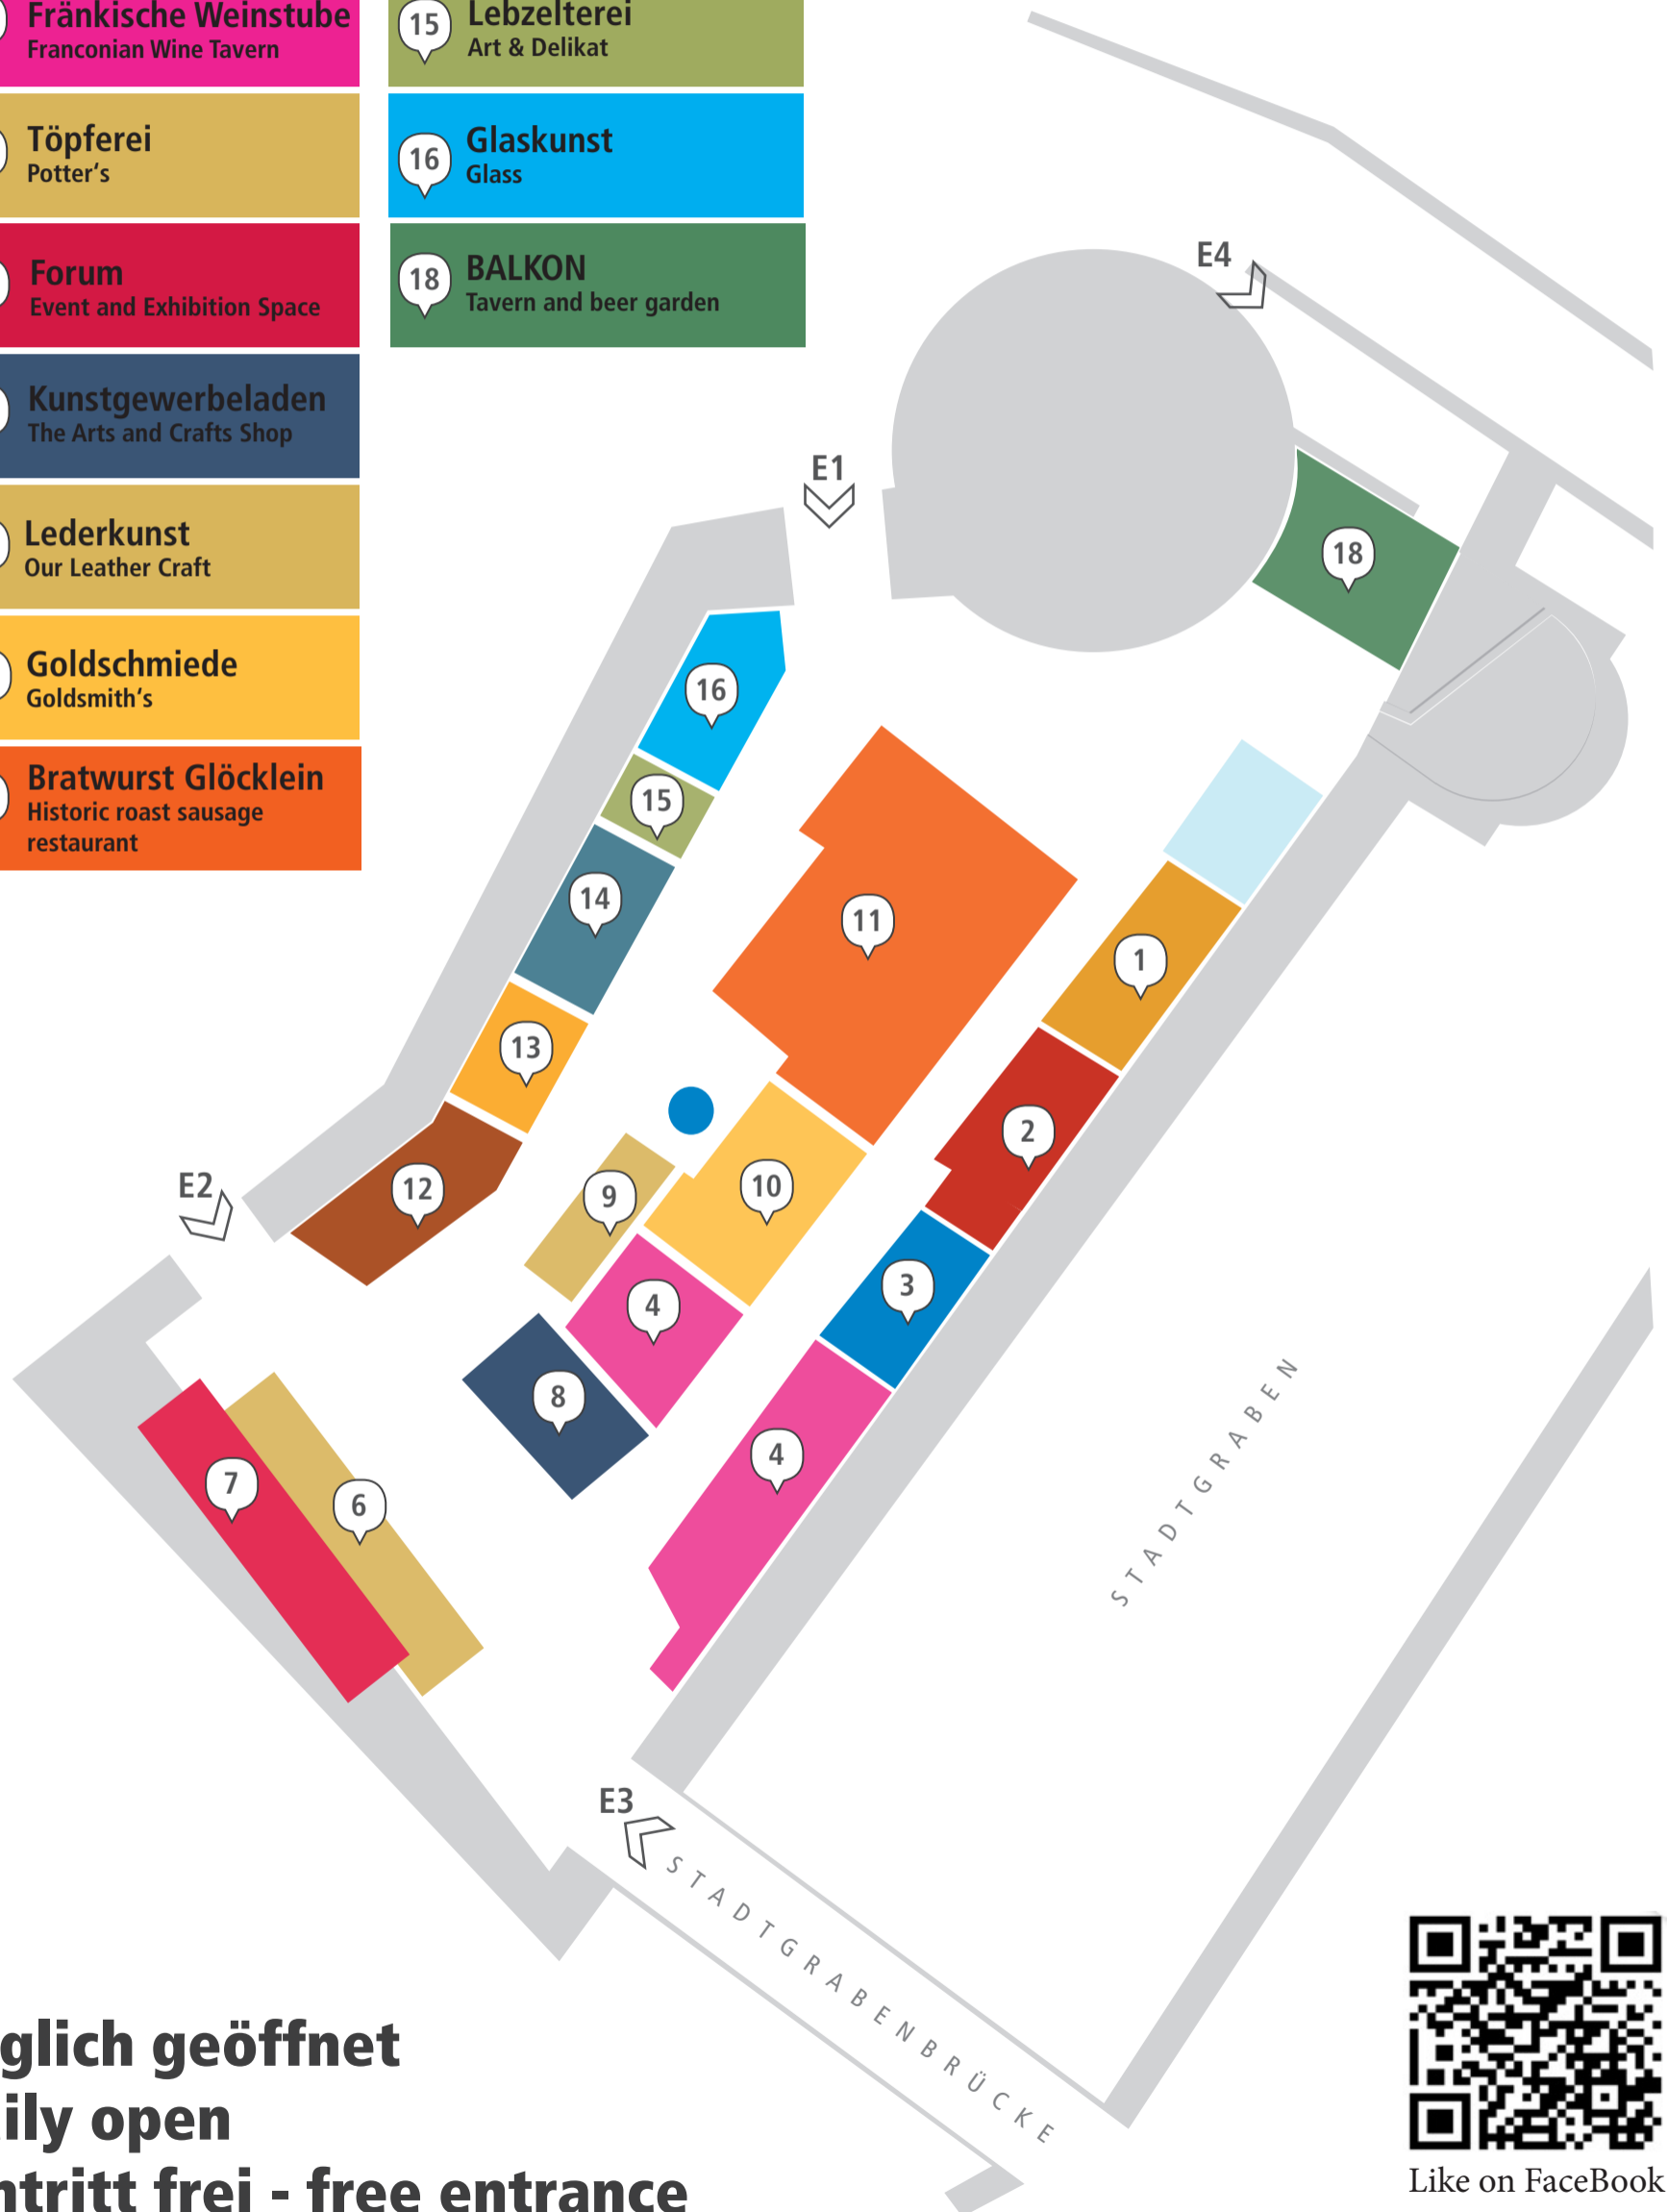 Fränkische Weinstube
Franconian Wine Tavern
Töpferei
Potter‘s
Forum
Event and Exhibition Space
Kunstgewerbeladen
The Arts and Crafts Shop
Lederkunst
Our Leather Craft
Goldschmiede
Goldsmith‘s
Bratwurst Glöcklein
Historic roast sausage
restaurant
15
Lebzelterei
Art & Delikat
16
Glaskunst
Glass
18
BALKON
Tavern and beer garden
E4
E1
18
16
15
14
11
1
13
2
E2
12
9
10
3
4
8
4
7
6
STADTGRABEN
E3
STADTGRABENBRÜCKE
glich geöffnet
ily open
ntritt frei - free entrance
Like on FaceBook